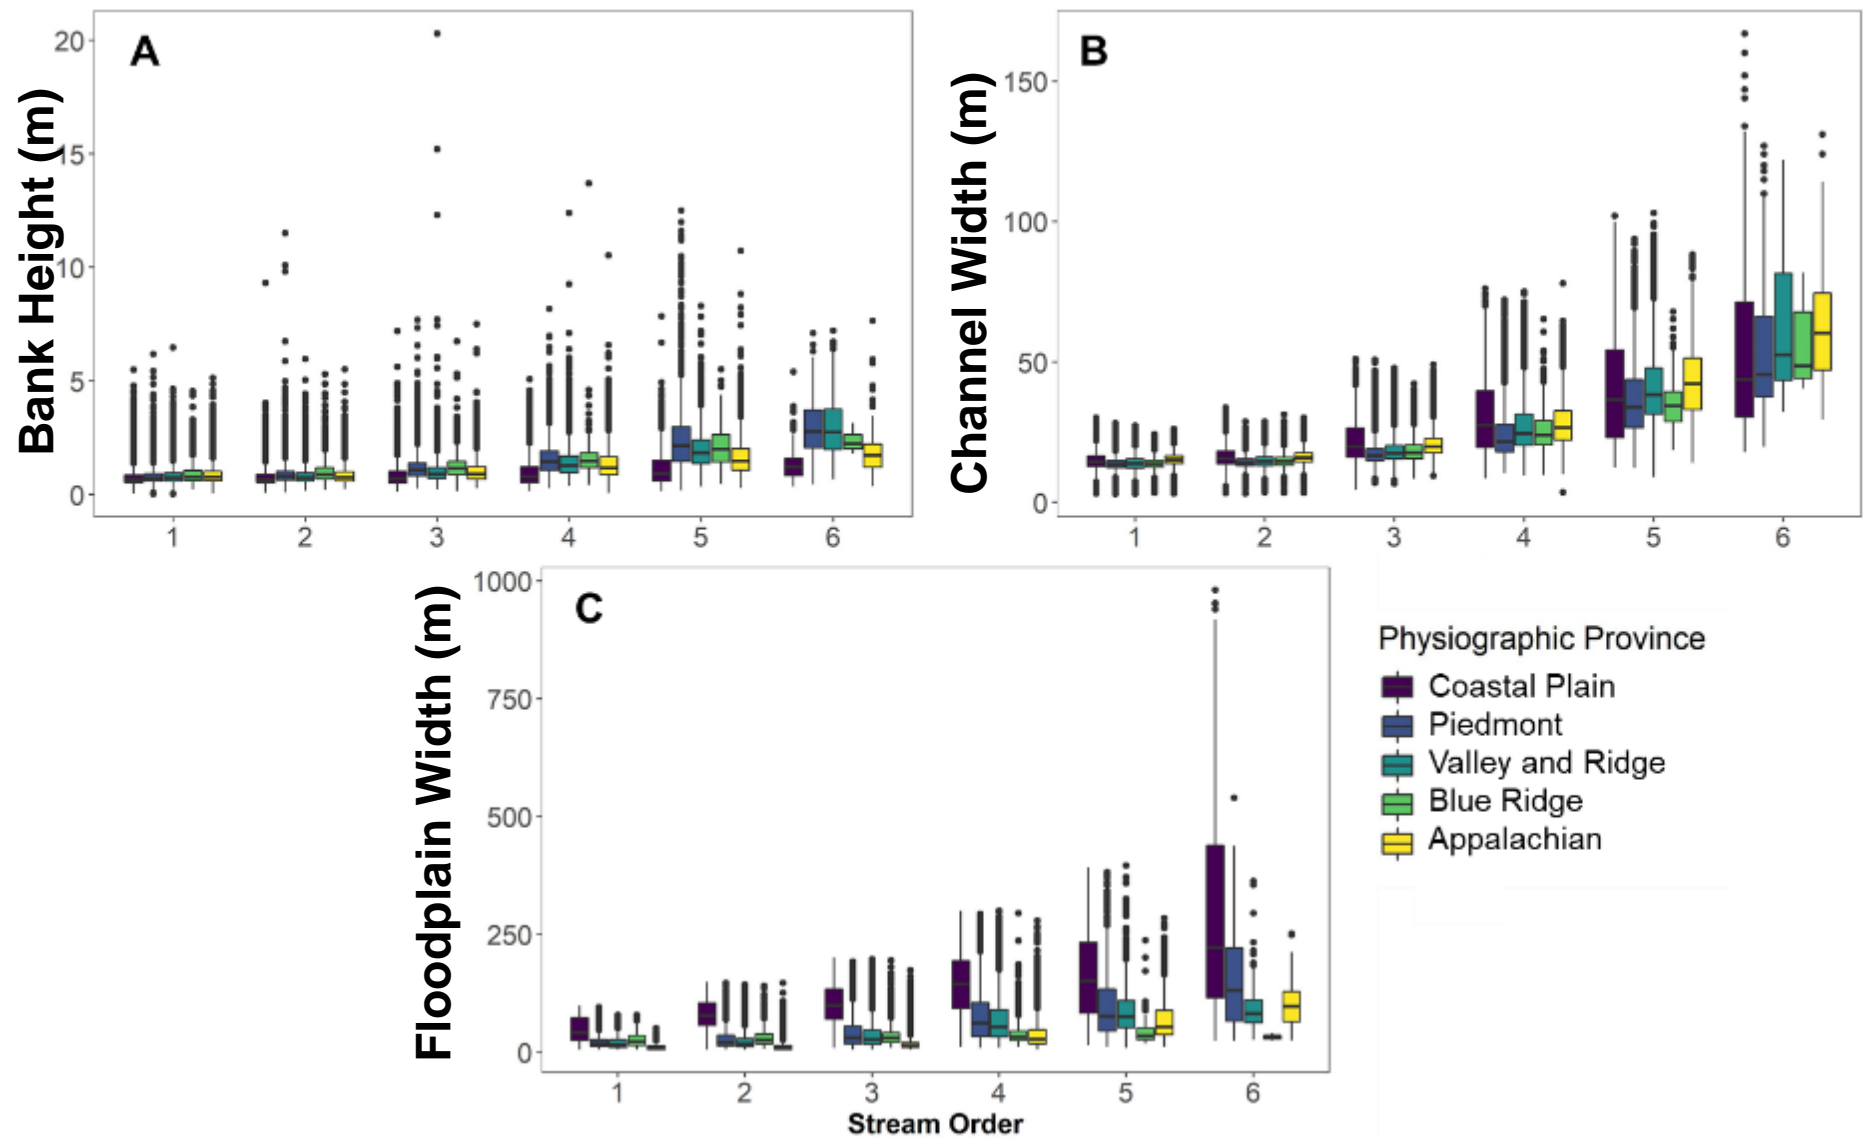 A
Bank Height (m)
20
15
10
5
0
1 2 3 4 5 6
B
Channel Width (m)
150
100
50
0
1 2 3 4 5 6
C
Floodplain Width (m)
1000
750
500
250
0
1 2 3 4 5 6
Stream Order
Physiographic Province
Coastal Plain
Piedmont
Valley and Ridge
Blue Ridge
Appalachian